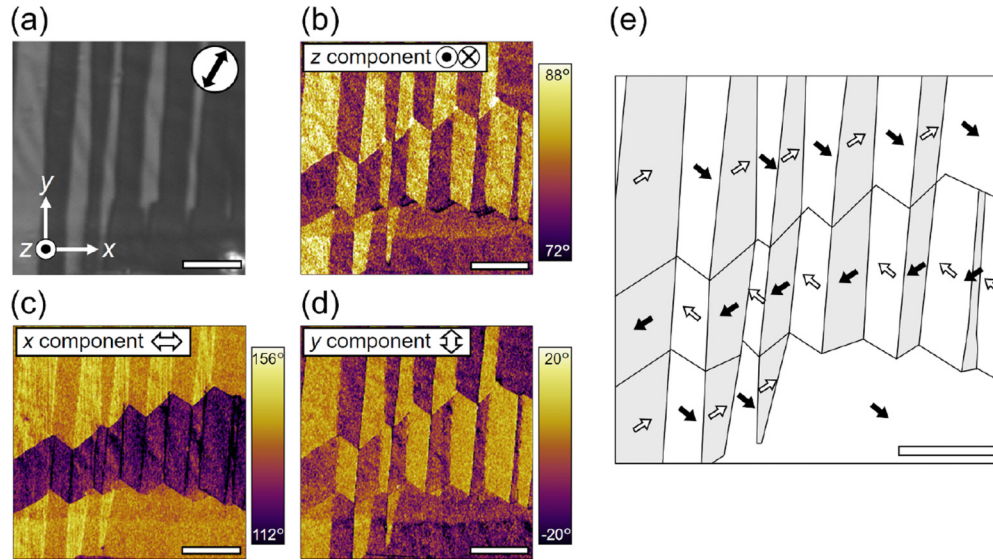 (a)
y
z
x
(b)
z component
88°
72°
(c)
x component
156°
112°
(d)
y component
20°
-20°
(e)